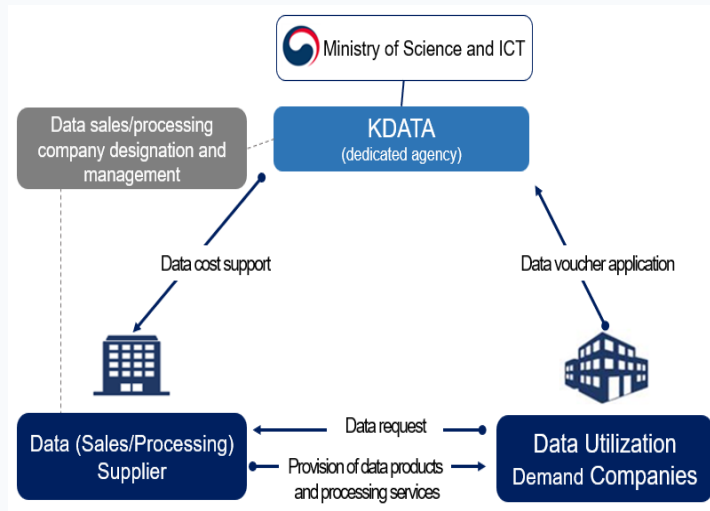 Ministry of Science and ICT
Data sales/processing
company designation and
management
KDATA
(dedicated agency)
Data cost support
Data voucher application
Data (Sales/Processing)
Supplier
Data request
Provision of data products
and processing services
Data Utilization
Demand Companies